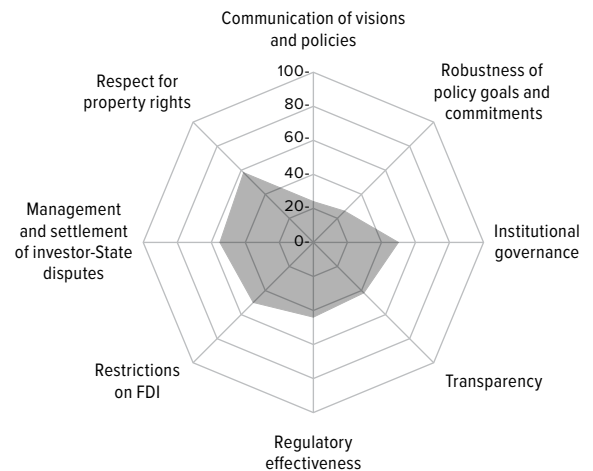 Communication of visions
and policies
Robustness of
policy goals and
commitments
Institutional
governance
Transparency
Regulatory
effectiveness
Restrictions
on FDI
Management
and settlement
of investor-State
disputes
Respect for
property rights
100-
80-
60-
40-
20-
0-